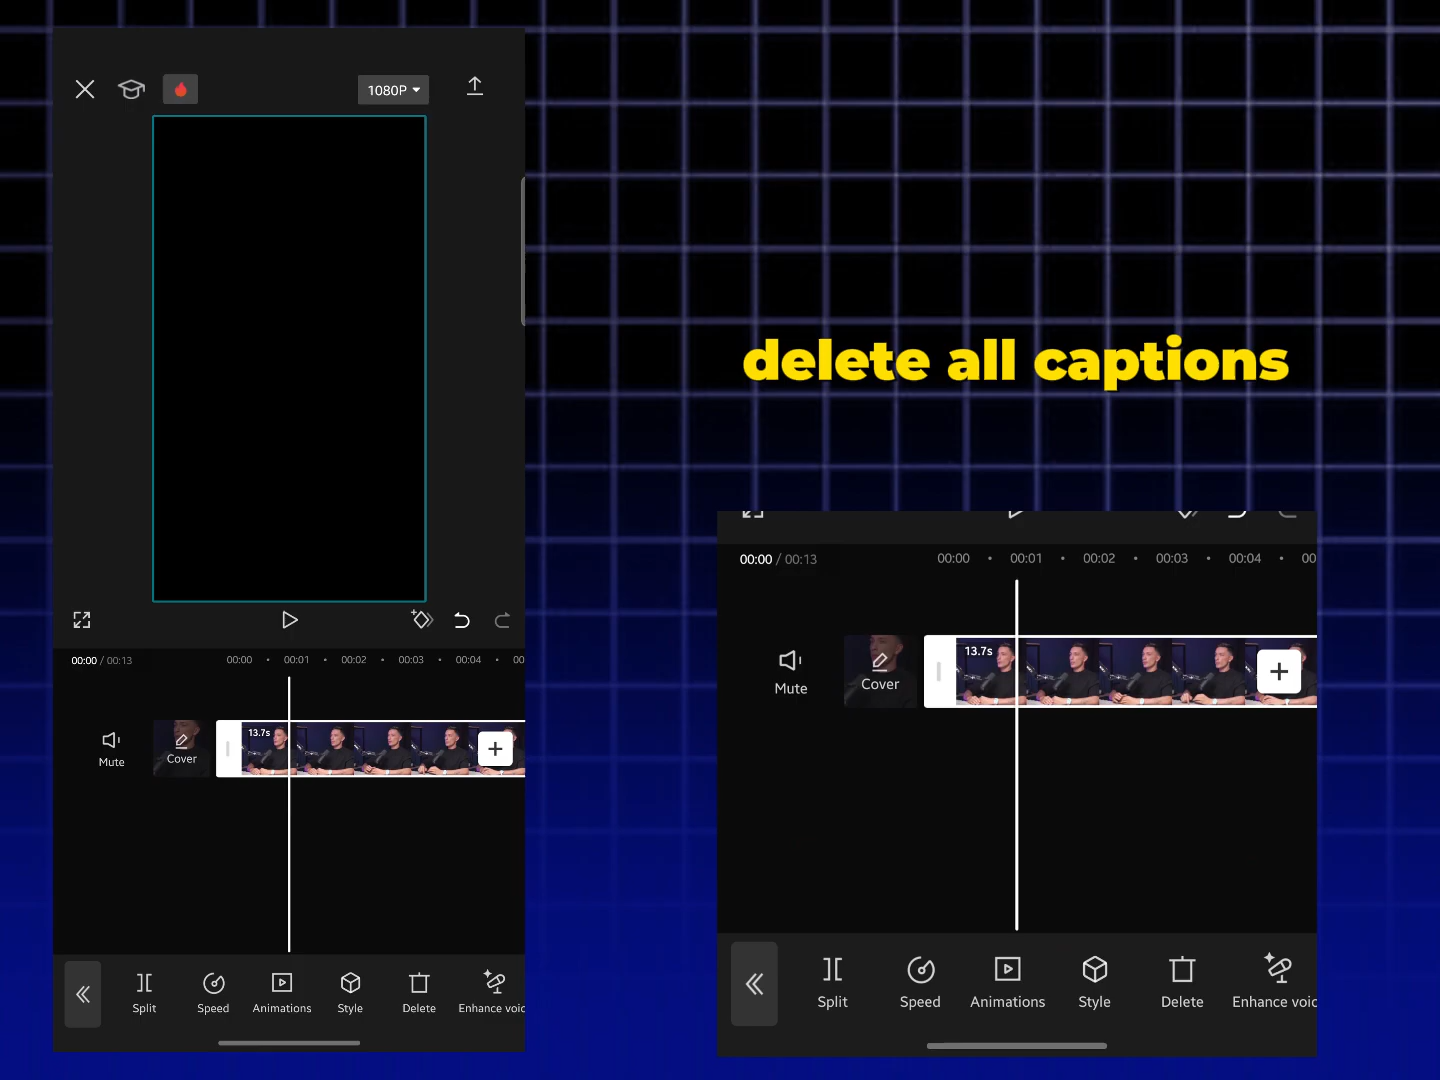 1080P
00:00 / 00:13
00:00 • 00:01 • 00:02 • 00:03 • 00:04 • 00
13.7s
Mute
Cover
Split Speed Animations Style Delete Enhance voic
delete all captions
00:00 / 00:13
00:00 • 00:01 • 00:02 • 00:03 • 00:04 • 00
13.7s
Mute
Cover
Split Speed Animations Style Delete Enhance voic